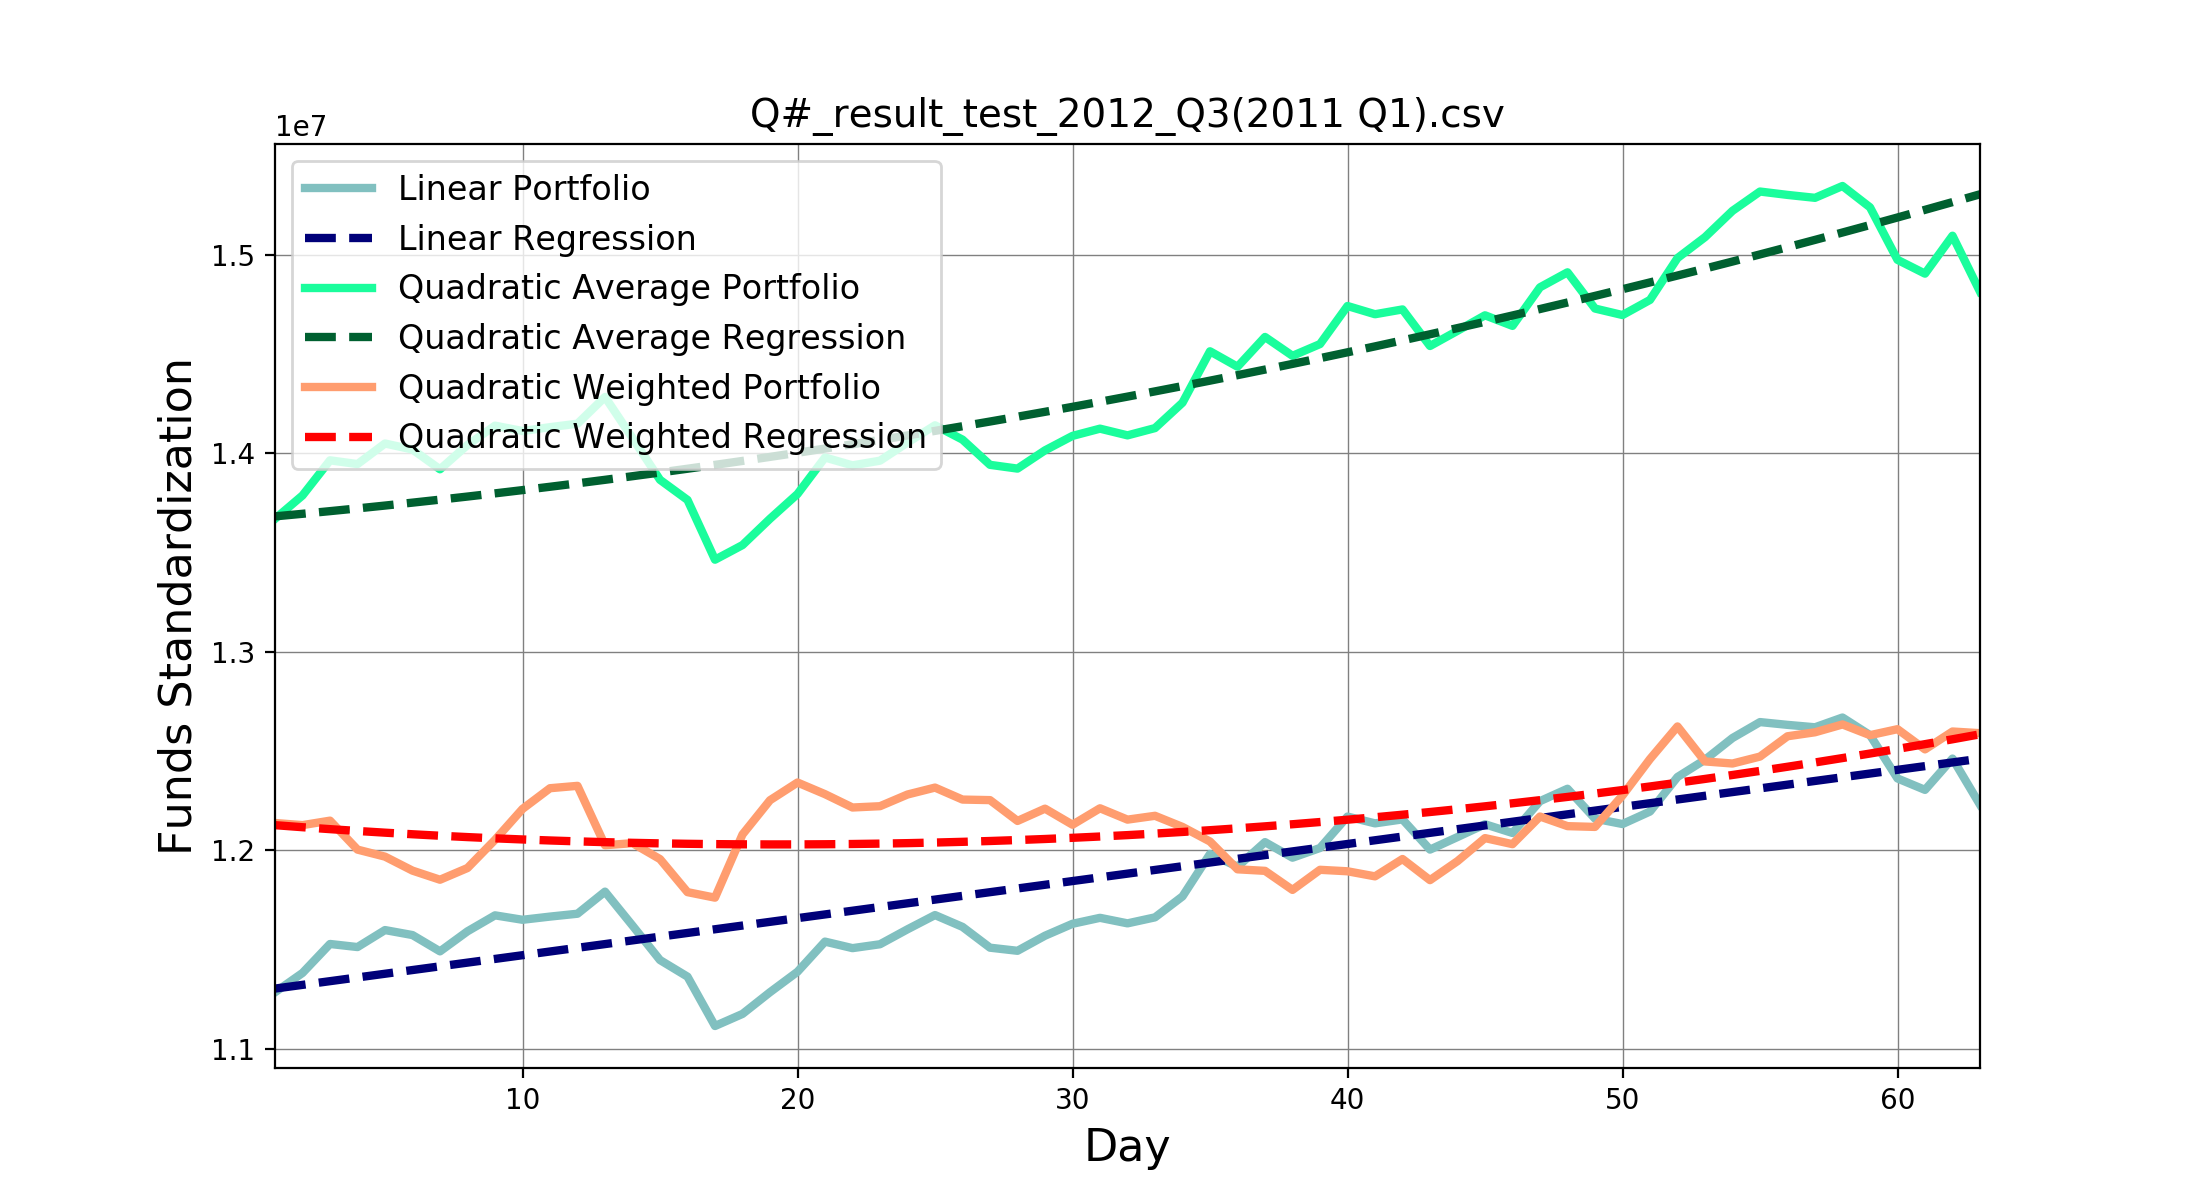 Q#_result_test_2012_Q3(2011 Q1).csv
1e7
Linear Portfolio
Linear Regression
Quadratic Average Portfolio
Quadratic Average Regression
Quadratic Weighted Portfolio
Quadratic Weighted Regression
1.5
1.4
1.3
1.2
1.1
Funds Standardization
10 20 30 40 50 60
Day